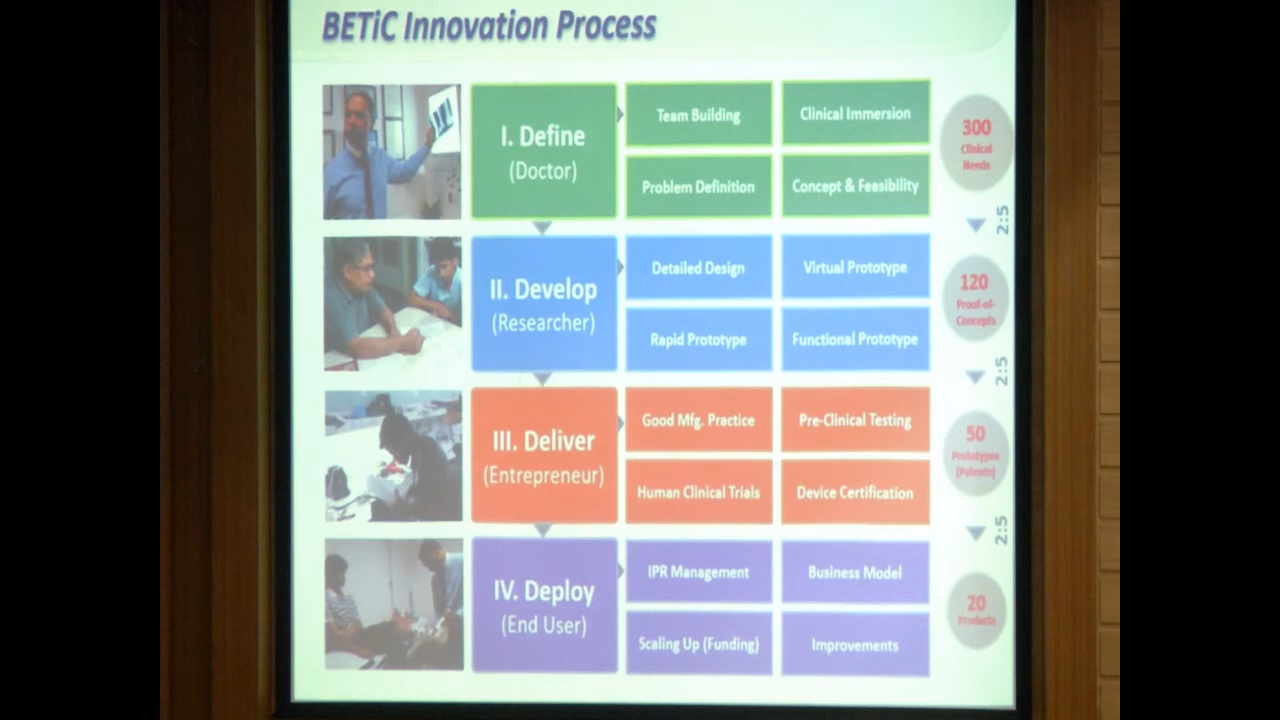 BETiC Innovation Process
I. Define
(Doctor)
Team Building
Clinical Immersion
Problem Definition
Concept & Feasibility
300
Clinical
Needs
2:5
II. Develop
(Researcher)
Detailed Design
Virtual Prototype
Rapid Prototype
Functional Prototype
120
Proof-of-
Concepts
2:5
III. Deliver
(Entrepreneur)
Good Mfg. Practice
Pre-Clinical Testing
Human Clinical Trials
Device Certification
50
Prototypes
(Patents)
2:5
IV. Deploy
(End User)
IPR Management
Business Model
Scaling Up (Funding)
Improvements
20
Products